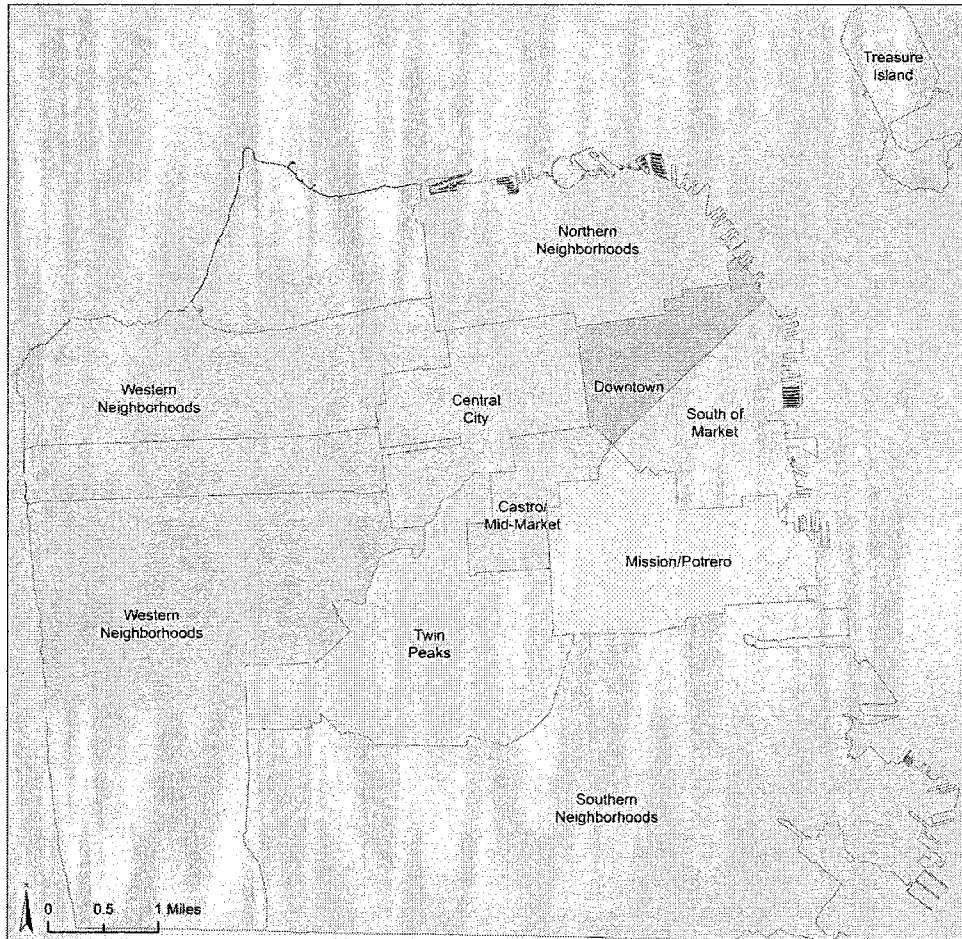 Treasure
Island
Northern
Neighborhoods
Western
Neighborhoods
Central
City
Downtown
South of
Market
Castro/
Mid-Market
Mission/Potrero
Western
Neighborhoods
Twin
Peaks
Southern
Neighborhoods
0 0.5 1 Miles